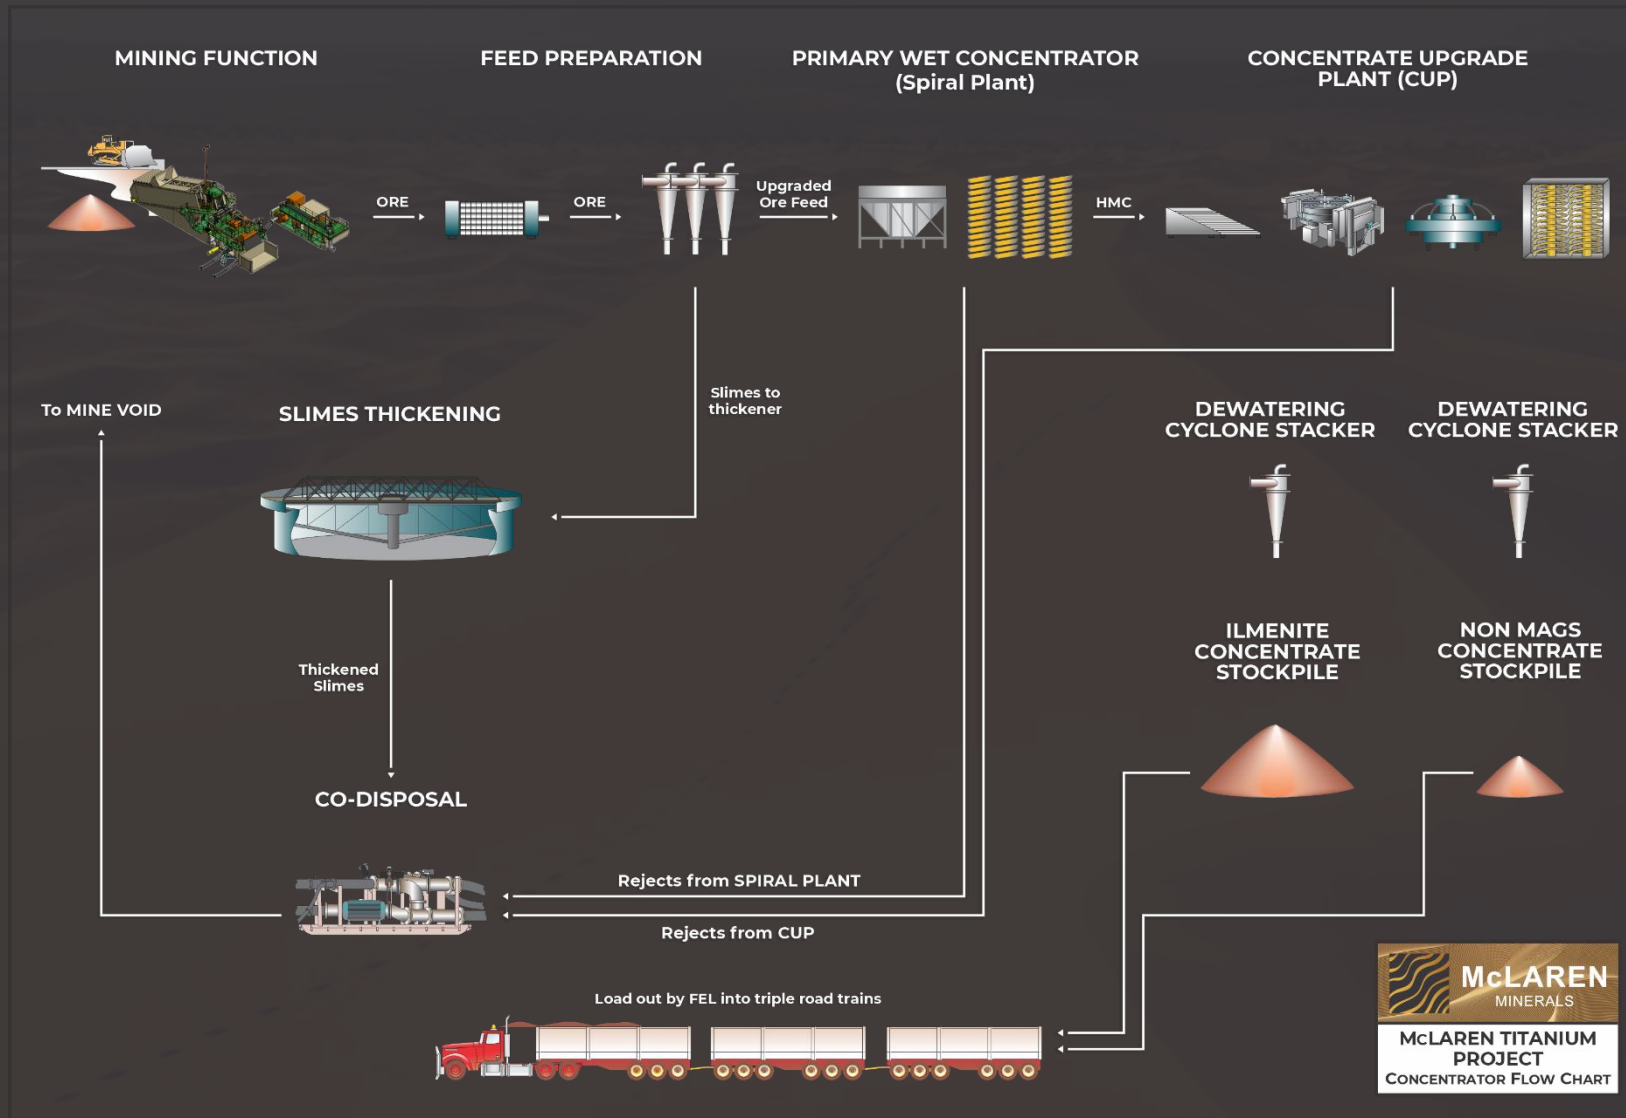 MINING FUNCTION
FEED PREPARATION
PRIMARY WET CONCENTRATOR
(Spiral Plant)
CONCENTRATE UPGRADE
PLANT (CUP)
ORE
ORE
Upgraded
Ore Feed
HMC
Slimes to
thickener
To MINE VOID
SLIMES THICKENING
DEWATERING
CYCLONE STACKER
DEWATERING
CYCLONE STACKER
Thickened
Slimes
ILMENITE
CONCENTRATE
STOCKPILE
NON MAGS
CONCENTRATE
STOCKPILE
CO-DISPOSAL
Rejects from SPIRAL PLANT
Rejects from CUP
Load out by FEL into triple road trains
McLAREN
MINERALS
McLAREN TITANIUM
PROJECT
CONCENTRATOR FLOW CHART